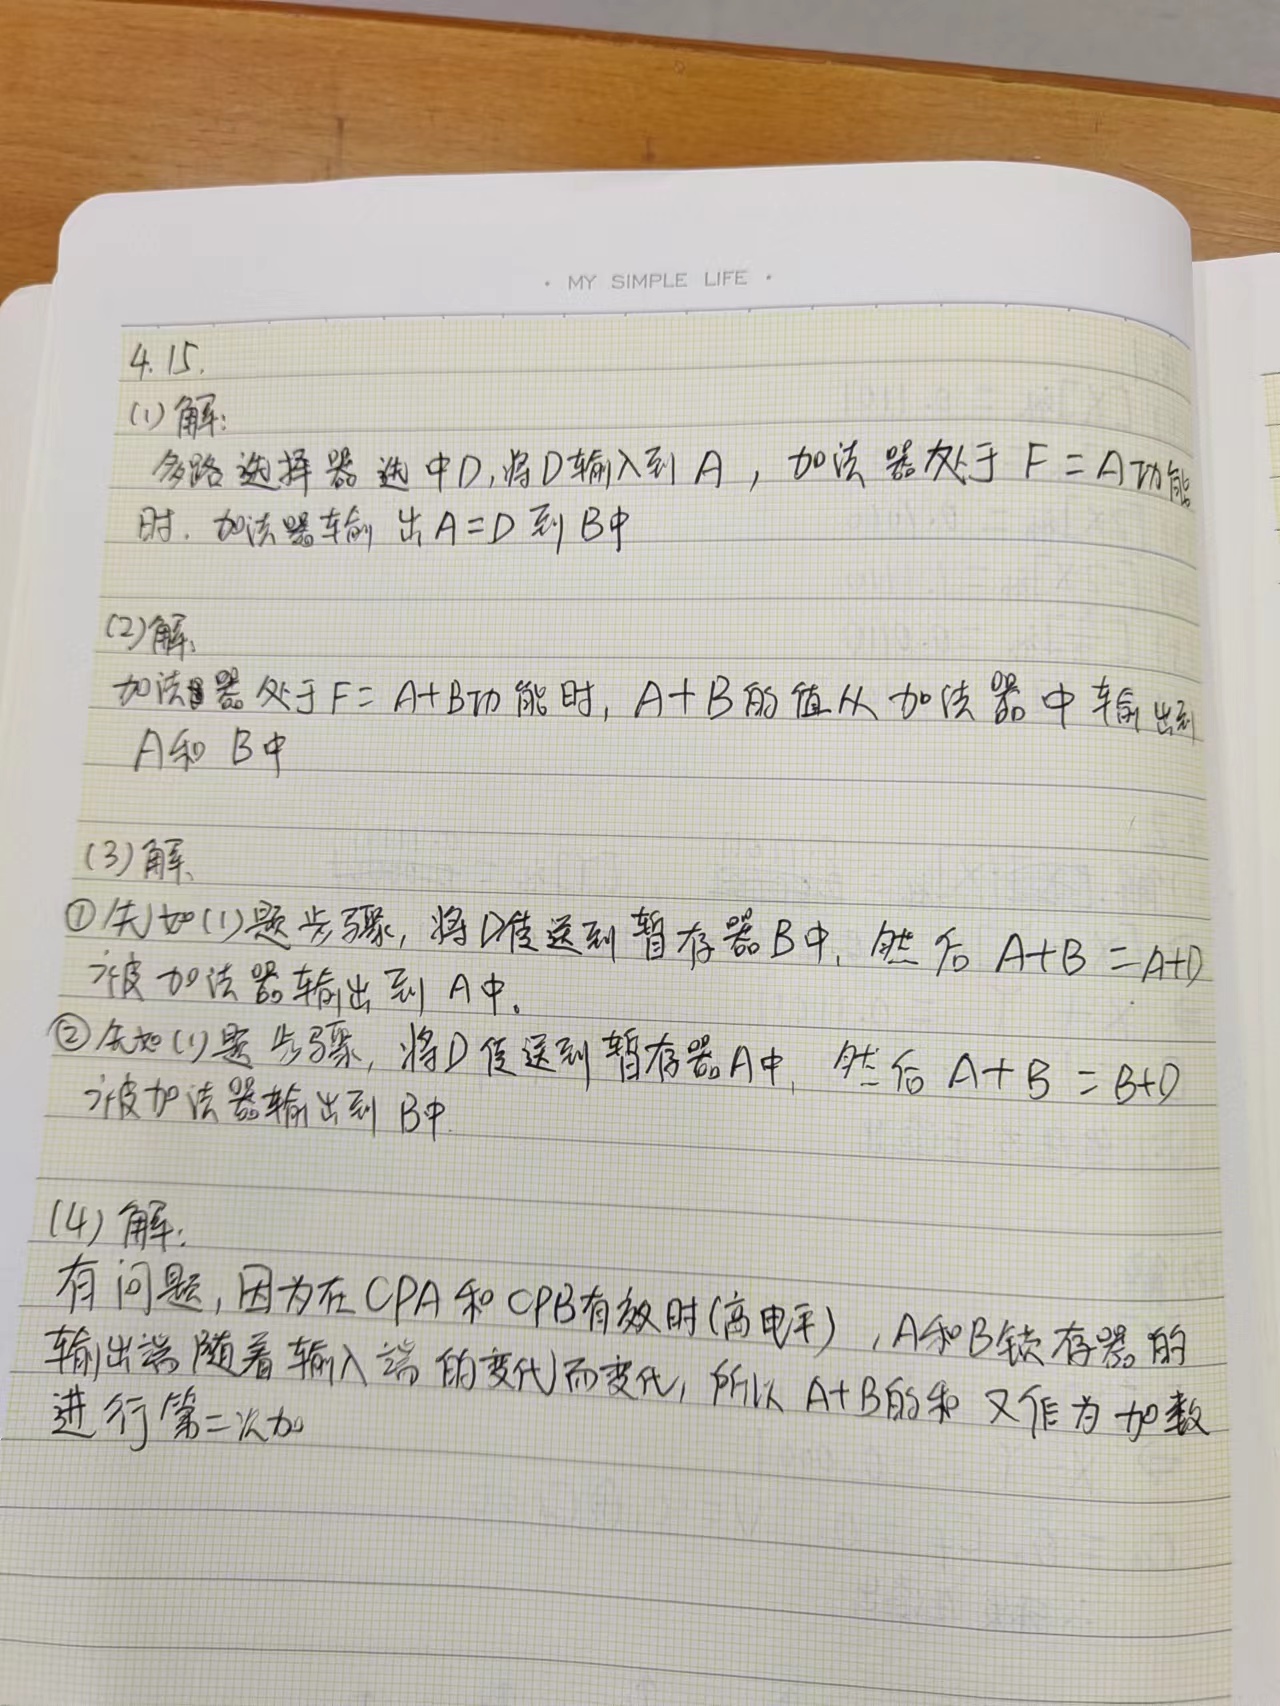 · MY SIMPLE LIFE ·
4.15.
(1)解:
多路选择器选中D,将D输入到A,加法器处于F=A功能
时.加法器输出A=D到B中
(2)解:
加法器处于F=A+B功能时,A+B的值从加法器中输出到
A和B中
(3)解:
①先如(1)题步骤,将D传送到暂存器B中,然后A+B=A+D
被加法器输出到A中。
②先如(1)题步骤,将D传送到暂存器A中,然后A+B=B+D
被加法器输出到B中.
(4)解:
有问题,因为在CPA和CPB有效时(高电平),A和B锁存器的
输出端随着输入端的变化而变化,所以A+B的和又作为加数
进行第二次加